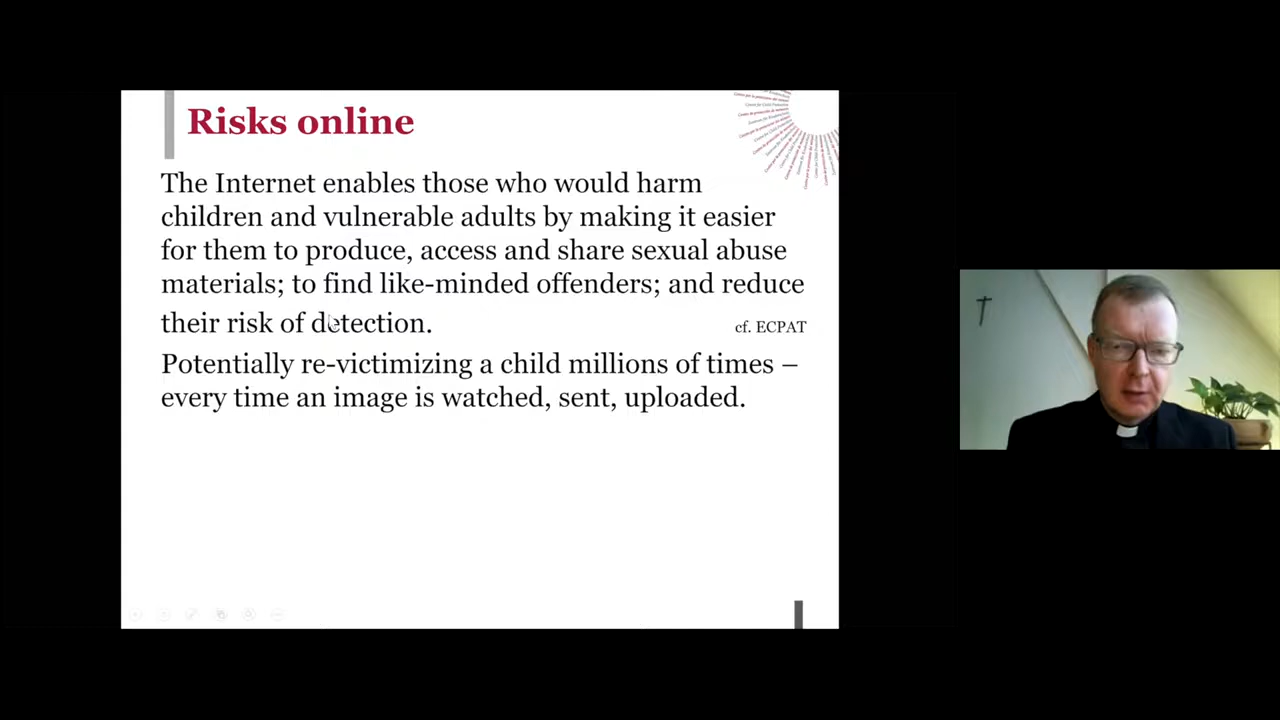 Risks online
The Internet enables those who would harm
children and vulnerable adults by making it easier
for them to produce, access and share sexual abuse
materials; to find like-minded offenders; and reduce
their risk of detection.
cf. ECPAT
Potentially re-victimizing a child millions of times –
every time an image is watched, sent, uploaded.